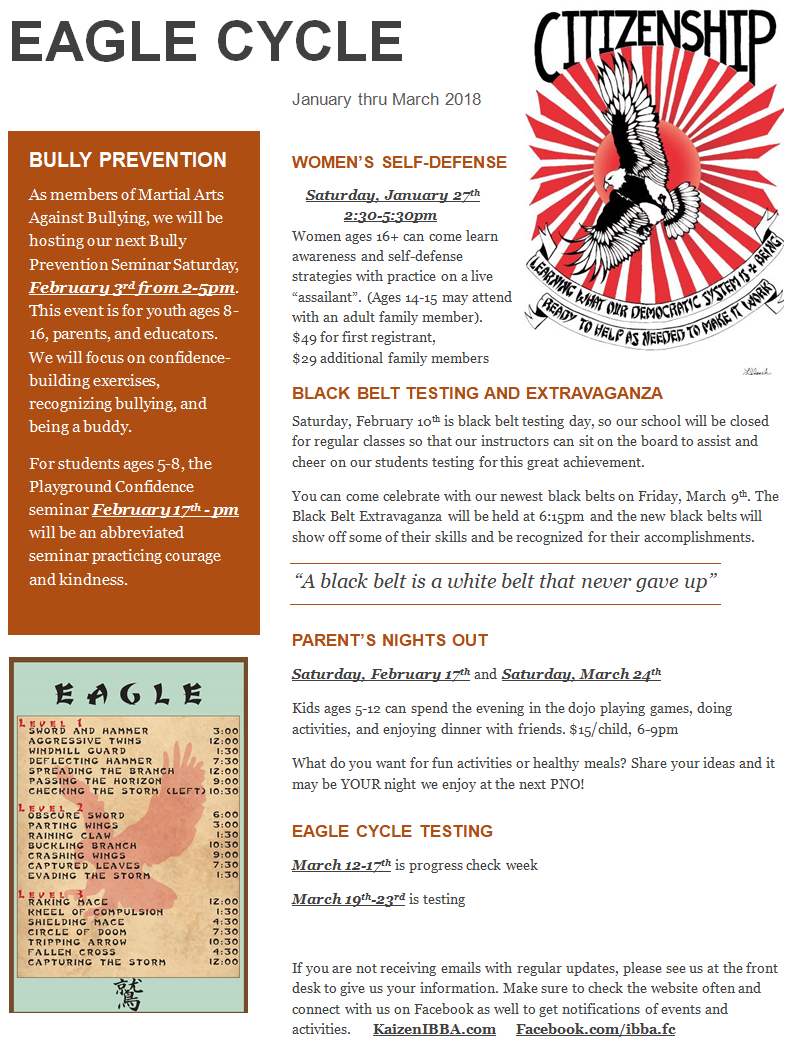 EAGLE CYCLE
January thru March 2018
CITIZENSHIP
LEARNING WHAT OUR DEMOCRATIC SYSTEM IS + BEING
READY TO HELP AS NEEDED TO MAKE IT WORK
BULLY PREVENTION
As members of Martial Arts
Against Bullying, we will be
hosting our next Bully
Prevention Seminar Saturday,
February 3rd from 2-5pm.
This event is for youth ages 8-
16, parents, and educators.
We will focus on confidence-
building exercises,
recognizing bullying, and
being a buddy.
For students ages 5-8, the
Playground Confidence
seminar February 17th - pm
will be an abbreviated
seminar practicing courage
and kindness.
WOMEN’S SELF-DEFENSE
Saturday, January 27th
2:30-5:30pm
Women ages 16+ can come learn
awareness and self-defense
strategies with practice on a live
“assailant”. (Ages 14-15 may attend
with an adult family member).
$49 for first registrant,
$29 additional family members
BLACK BELT TESTING AND EXTRAVAGANZA
Saturday, February 10th is black belt testing day, so our school will be closed
for regular classes so that our instructors can sit on the board to assist and
cheer on our students testing for this great achievement.
You can come celebrate with our newest black belts on Friday, March 9th. The
Black Belt Extravaganza will be held at 6:15pm and the new black belts will
show off some of their skills and be recognized for their accomplishments.
“A black belt is a white belt that never gave up”
PARENT’S NIGHTS OUT
Saturday, February 17th and Saturday, March 24th
Kids ages 5-12 can spend the evening in the dojo playing games, doing
activities, and enjoying dinner with friends. $15/child, 6-9pm
What do you want for fun activities or healthy meals? Share your ideas and it
may be YOUR night we enjoy at the next PNO!
EAGLE CYCLE TESTING
March 12-17th is progress check week
March 19th-23rd is testing
If you are not receiving emails with regular updates, please see us at the front
desk to give us your information. Make sure to check the website often and
connect with us on Facebook as well to get notifications of events and
activities. KaizenIBBA.com Facebook.com/ibba.fc
EAGLE
LEVEL 1
SWORD AND HAMMER 3:00
AGGRESSIVE TWINS 12:00
WINDMILL GUARD 1:30
DEFLECTING HAMMER 7:30
SPREADING THE BRANCH 12:00
PASSING THE HORIZON 9:00
CHECKING THE STORM (LEFT) 10:30
LEVEL 2
OBSCURE SWORD 6:00
PARTING WINGS 3:00
RAINING CLAW 1:30
BUCKLING BRANCH 10:30
CRASHING WINGS 9:00
CAPTURED LEAVES 7:30
EVADING THE STORM 1:30
LEVEL 3
RAKING MACE 12:00
KNEEL OF COMPULSION 1:30
SHIELDING MACE 4:30
CIRCLE OF DOOM 7:30
TRIPPING ARROW 10:30
FALLEN CROSS 4:30
CAPTURING THE STORM 12:00
鷲